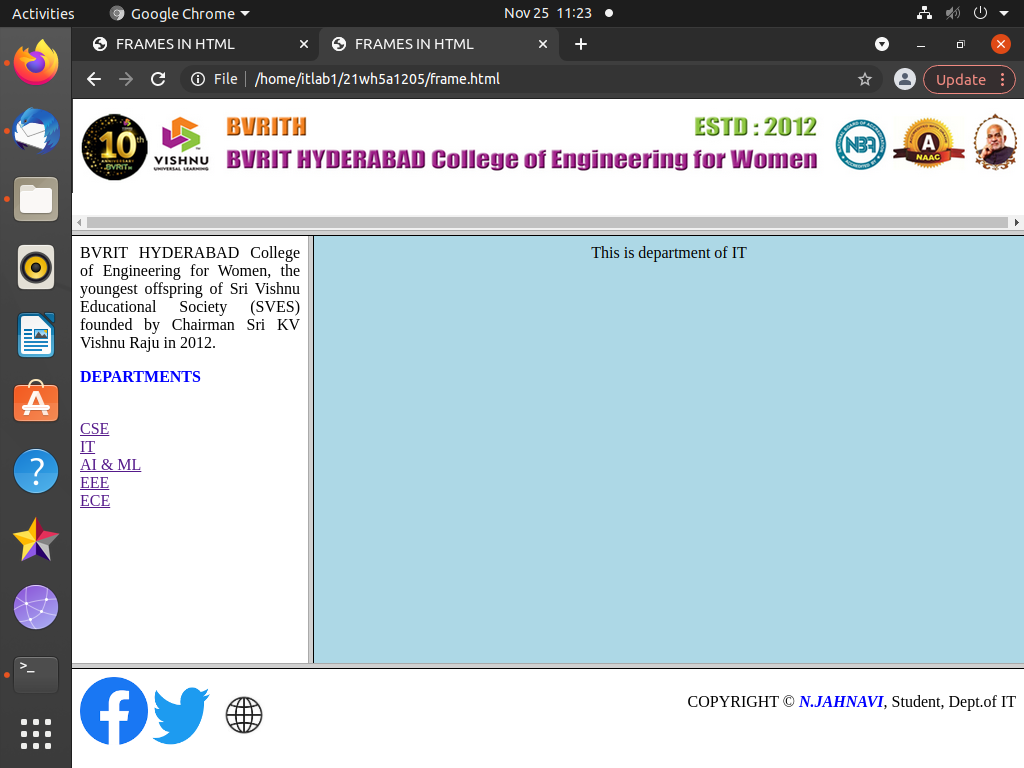 Activities Google Chrome Nov 25 11:23
FRAMES IN HTML FRAMES IN HTML
File /home/itlab1/21wh5a1205/frame.html Update
10th
ANNIVERSARY
BVRITH
VISHNU
UNIVERSAL LEARNING
BVRITH ESTD : 2012
BVRIT HYDERABAD College of Engineering for Women
NBA
A
NAAC
BVRIT HYDERABAD College
of Engineering for Women, the
youngest offspring of Sri Vishnu
Educational Society (SVES)
founded by Chairman Sri KV
Vishnu Raju in 2012.
DEPARTMENTS
CSE
IT
AI & ML
EEE
ECE
This is department of IT
COPYRIGHT © N.JAHNAVI, Student, Dept.of IT